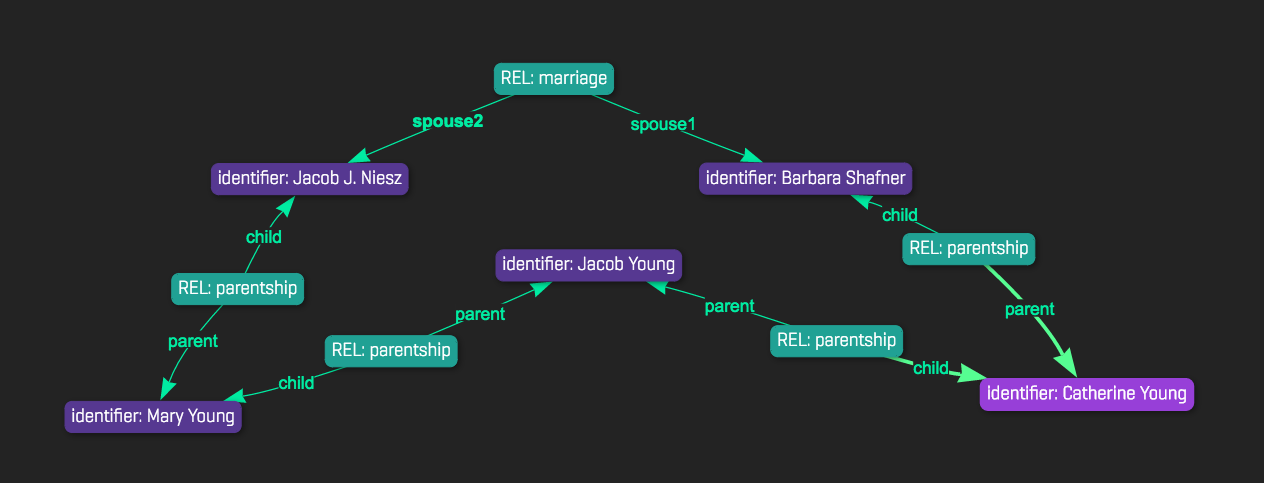 REL: marriage
spouse2
spouse1
identifier: Jacob J. Niesz
identifier: Barbara Shafner
child
child
REL: parentship
identifier: Jacob Young
REL: parentship
parent
parent
parent
parent
REL: parentship
REL: parentship
child
child
identifier: Mary Young
identifier: Catherine Young